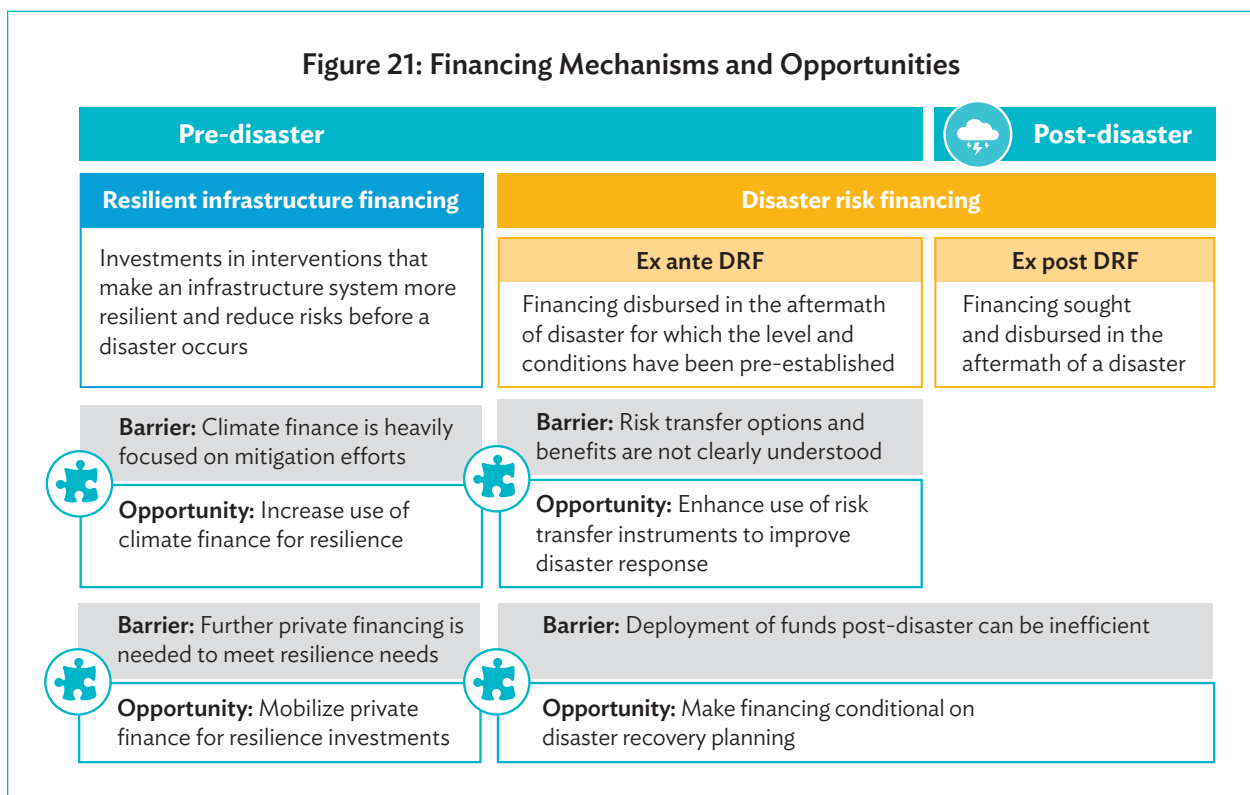 Figure 21: Financing Mechanisms and Opportunities
Pre-disaster
Post-disaster
Resilient infrastructure financing
Disaster risk financing
Investments in interventions that
make an infrastructure system more
resilient and reduce risks before a
disaster occurs
Ex ante DRF
Financing disbursed in the aftermath
of disaster for which the level and
conditions have been pre-established
Ex post DRF
Financing sought
and disbursed in the
aftermath of a disaster
Barrier: Climate finance is heavily
focused on mitigation efforts
Opportunity: Increase use of
climate finance for resilience
Barrier: Risk transfer options and
benefits are not clearly understood
Opportunity: Enhance use of risk
transfer instruments to improve
disaster response
Barrier: Further private financing is
needed to meet resilience needs
Opportunity: Mobilize private
finance for resilience investments
Barrier: Deployment of funds post-disaster can be inefficient
Opportunity: Make financing conditional on
disaster recovery planning